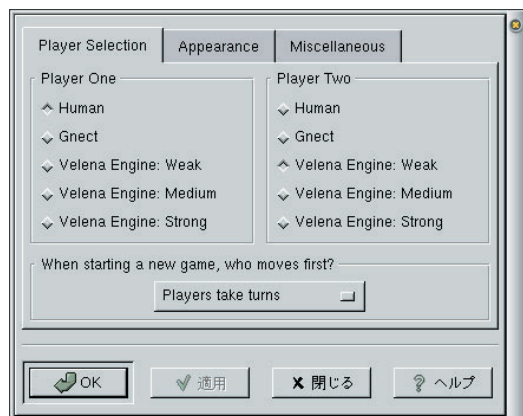 Player Selection
Appearance
Miscellaneous
Player One
Human
Gnect
Velena Engine: Weak
Velena Engine: Medium
Velena Engine: Strong
Player Two
Human
Gnect
Velena Engine: Weak
Velena Engine: Medium
Velena Engine: Strong
When starting a new game, who moves first?
Players take turns
OK
適用
閉じる
ヘルプ